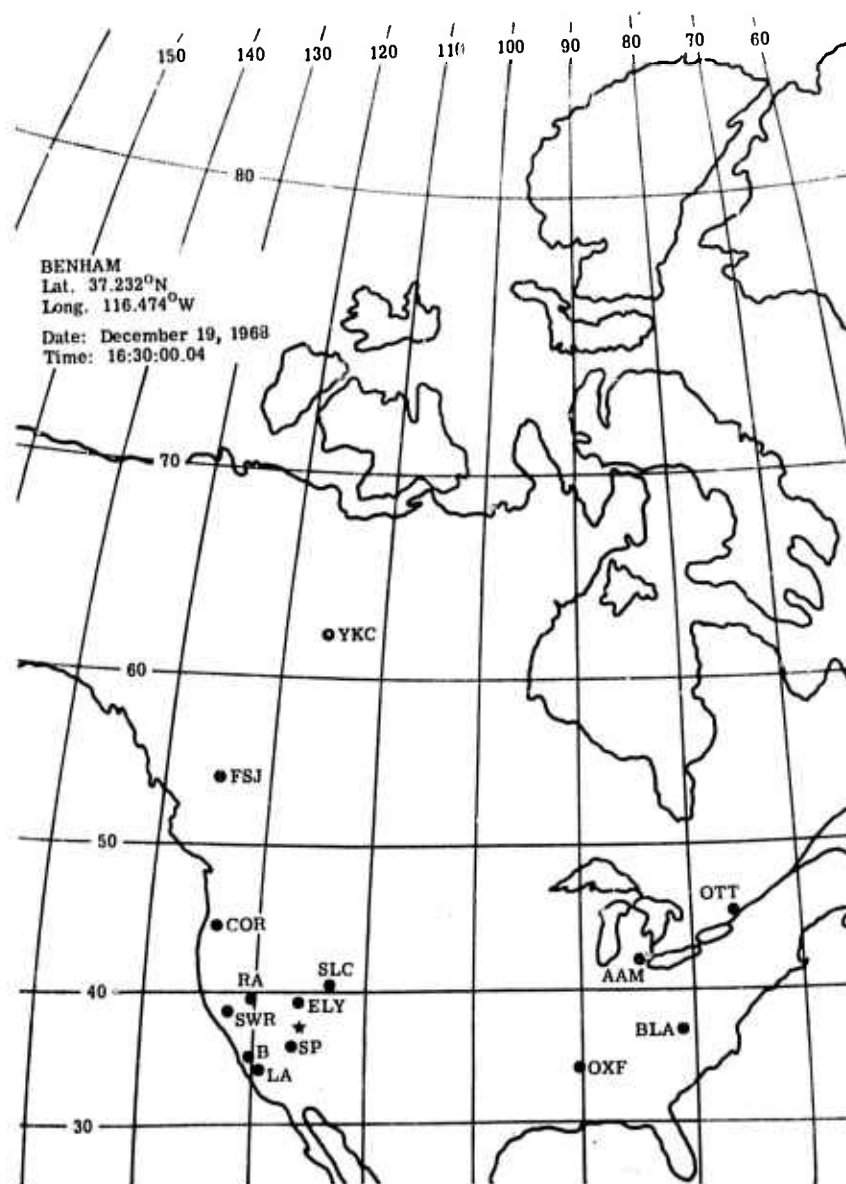 150 140 130 120 110 100 90 80 70 60
80
BENHAM
Lat. 37.232°N
Long. 116.474°W
Date: December 19, 1968
Time: 16:30:00.04
70
YKC
60
FSJ
50
OTT
COR
SLC
RA
AAM
40
ELY
SWR
BLA
B
SP
LA
OXF
30